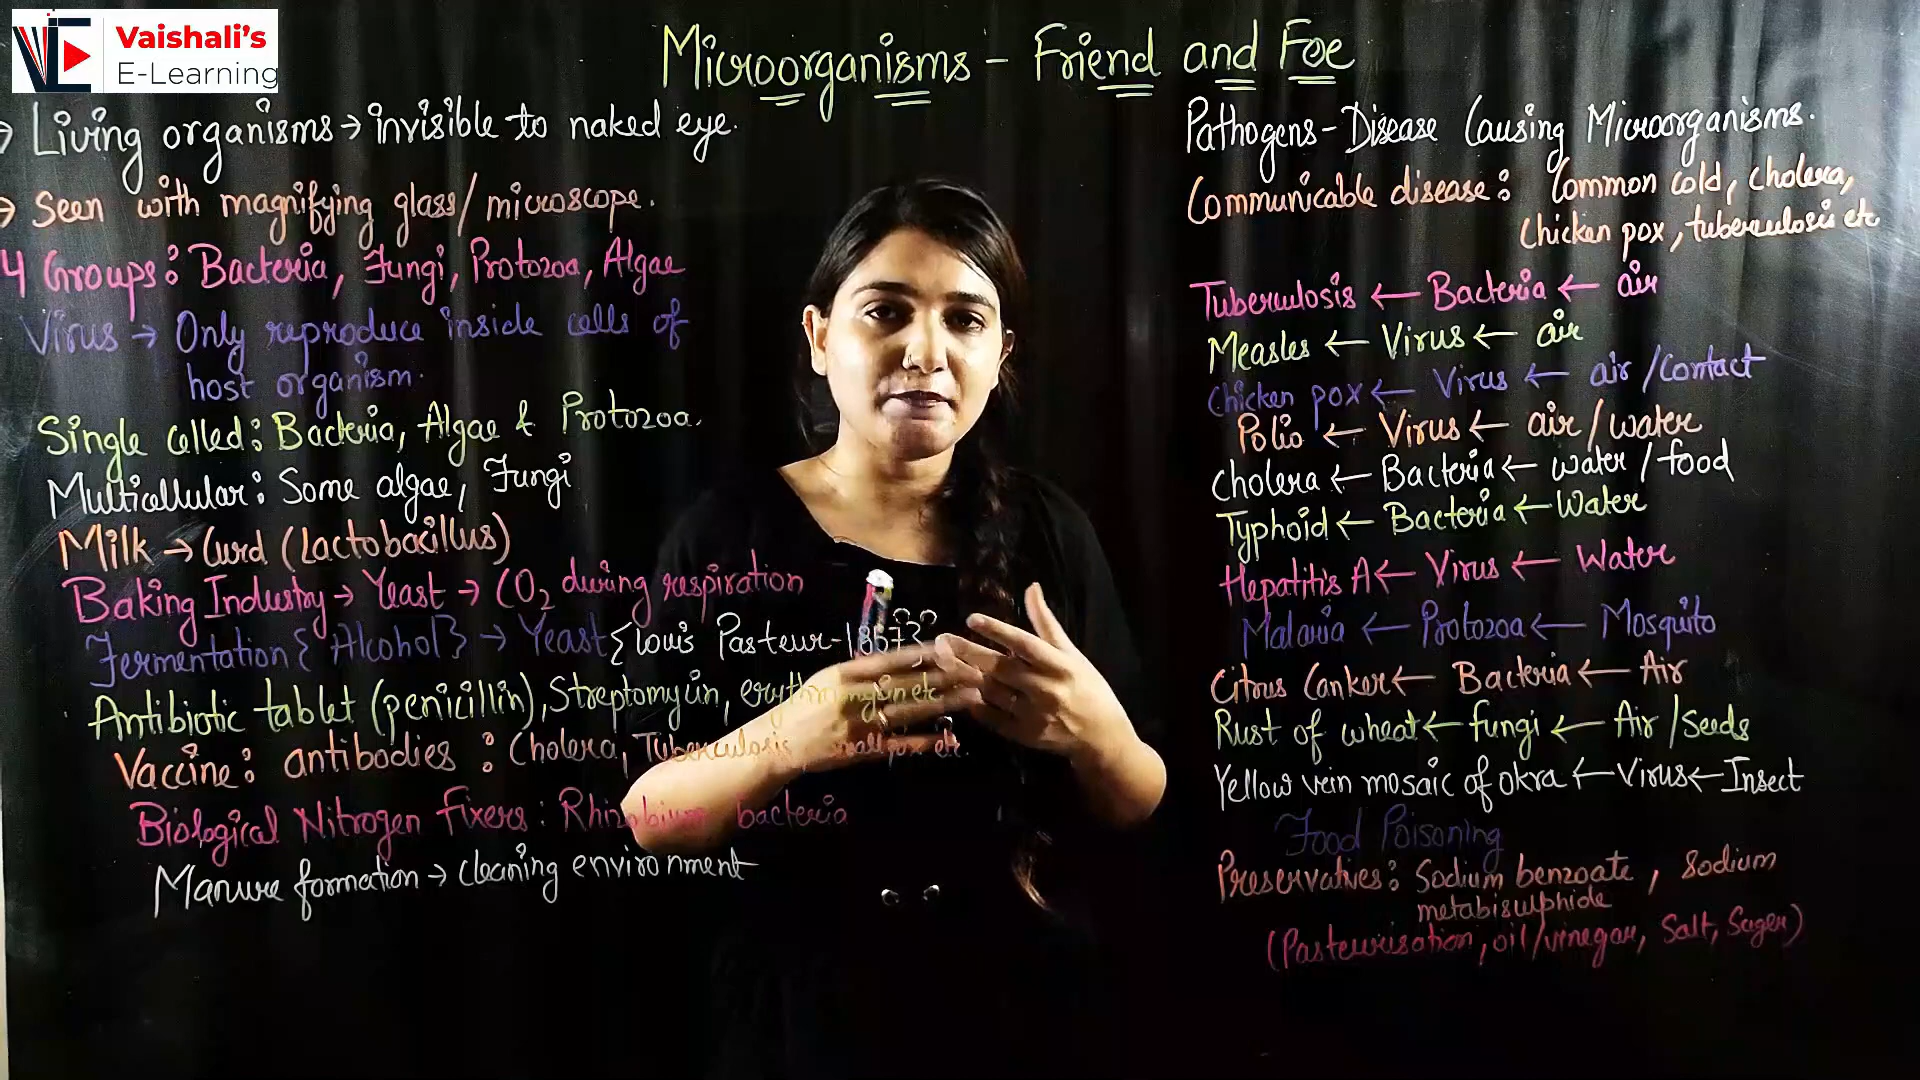 Vaishali's
E-Learning
Microorganisms - Friend and Foe
→ Living organisms → invisible to naked eye.
→ Seen with magnifying glass/microscope.
4 Groups : Bacteria, Fungi, Protozoa, Algae
Virus → Only reproduce inside cells of
host organism.
Single celled : Bacteria, Algae & Protozoa.
Multicellular : Some algae, Fungi
Milk → Curd (Lactobacillus)
Baking Industry → Yeast → CO₂ during respiration
Fermentation { Alcohol } → Yeast {Louis Pasteur-1857}
Antibiotic tablet (penicillin), Streptomycin, etc
Vaccine : antibodies : Cholera, Tuberculosis, smallpox etc.
Biological Nitrogen Fixers : Rhizobium bacteria
Manure formation → cleaning environment
Pathogens - Disease Causing Microorganisms.
Communicable disease : Common cold, cholera,
Chicken pox, tuberculosis etc
Tuberculosis ← Bacteria ← air
Measles ← Virus ← air
Chicken pox ← Virus ← air/Contact
Polio ← Virus ← air/water
Cholera ← Bacteria ← water/food
Typhoid ← Bacteria ← Water
Hepatitis A ← Virus ← Water
Malaria ← Protozoa ← Mosquito
Citrus Canker ← Bacteria ← Air
Rust of wheat ← fungi ← Air/Seeds
Yellow vein mosaic of okra ← Virus ← Insect
Food Poisoning
Preservatives : Sodium benzoate, Sodium
metabisulphide
(Pasteurisation, oil/vinegar, Salt, Suger)